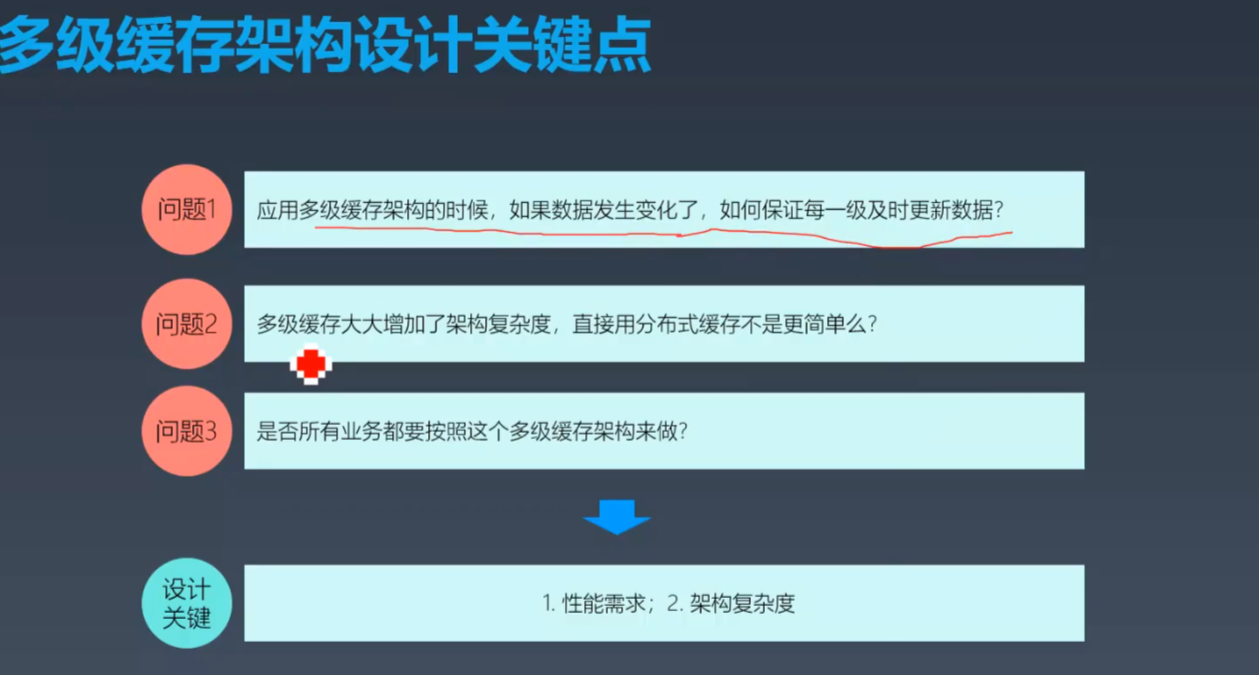 多级缓存架构设计关键点
问题1
应用多级缓存架构的时候，如果数据发生变化了，如何保证每一级及时更新数据？
问题2
多级缓存大大增加了架构复杂度，直接用分布式缓存不是更简单么？
问题3
是否所有业务都要按照这个多级缓存架构来做？
设计
关键
1. 性能需求；2. 架构复杂度